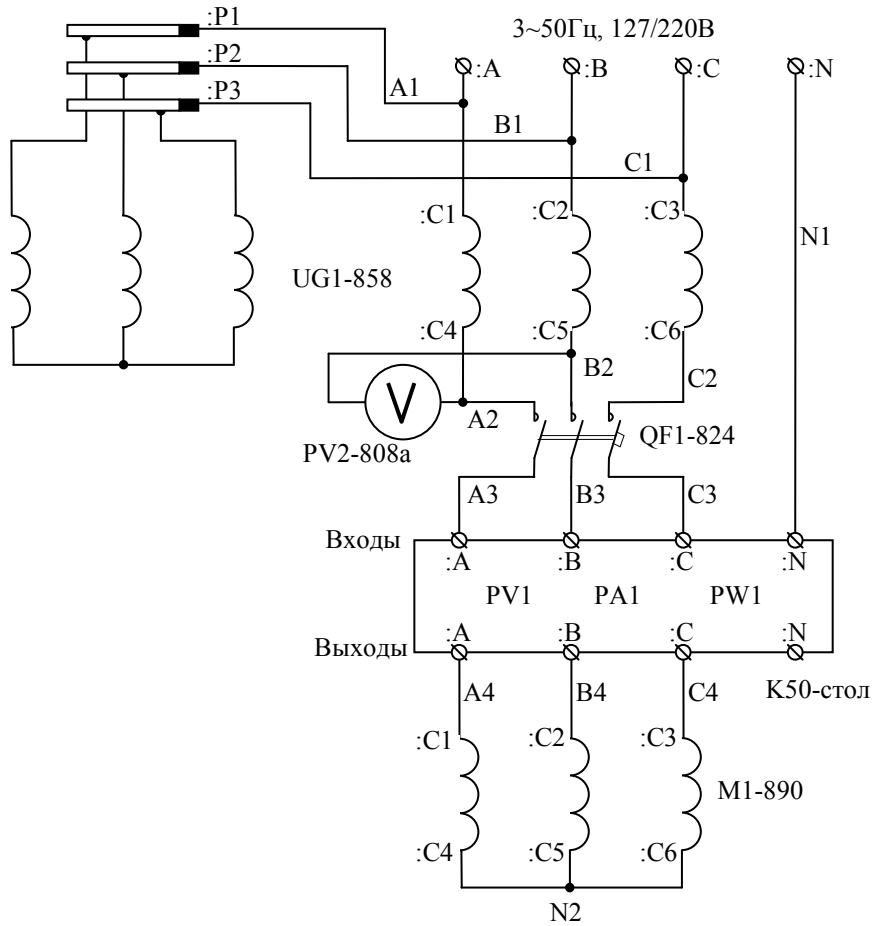 :P1
3~50Гц, 127/220В
:P2
:A
:B
:C
:N
:P3
A1
B1
C1
:C1
:C2
:C3
N1
UG1-858
:C4
:C5
:C6
B2
C2
A2
QF1-824
V
PV2-808a
A3
B3
C3
Входы
:A
:B
:C
:N
PV1
PA1
PW1
:A
:B
:C
:N
Выходы
A4
B4
C4
K50-стол
:C1
:C2
:C3
M1-890
:C4
:C5
:C6
N2